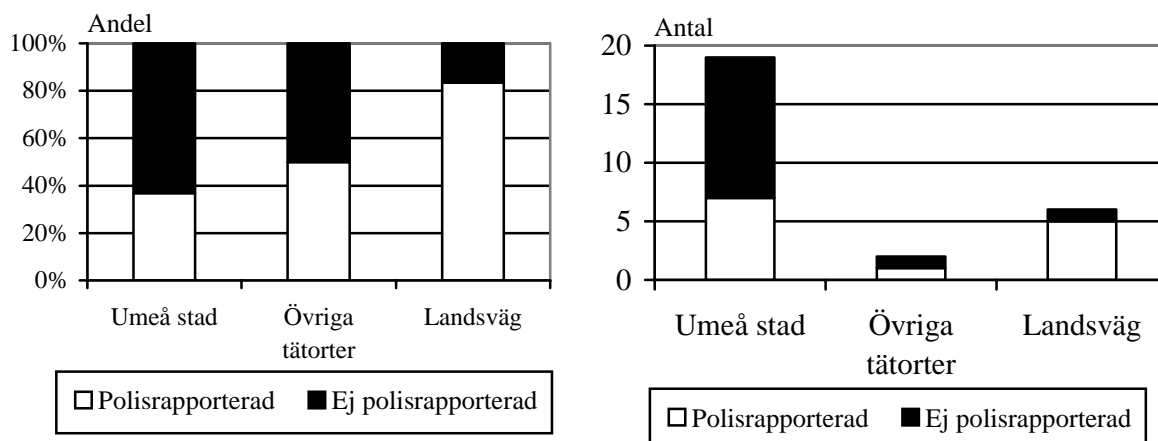 Andel
100%
80%
60%
40%
20%
0%
Umeå stad
Övriga
tätorter
Landsväg
Polisrapporterad
Ej polisrapporterad
Antal
20
15
10
5
0
Umeå stad
Övriga
tätorter
Landsväg
Polisrapporterad
Ej polisrapporterad